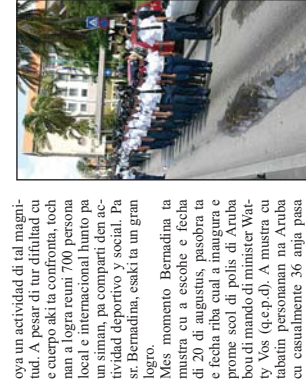 oya un actividad di tal magni-
tud. A pesar di tur difultad cu
e cuerpo aki ta confronta, toch
nan a logra reuni 700 persona
local e internacional hunto pa
un siman, pa comparti den ac-
tividad deportivo y social. Pa
sr. Bernadina, esaki ta un gran
logro.
Mes momento Bernadina ta
mustra cu a escohe e fecha
di 20 di augustus, pasobra ta
e fecha riba cual a inaugura e
prome scol di polis di Aruba
bou di mando di minister Wat-
ty Vos (q.e.p.d). A mustra cu
tabatin personanan na Aruba
cu casualmente 36 anja pasa